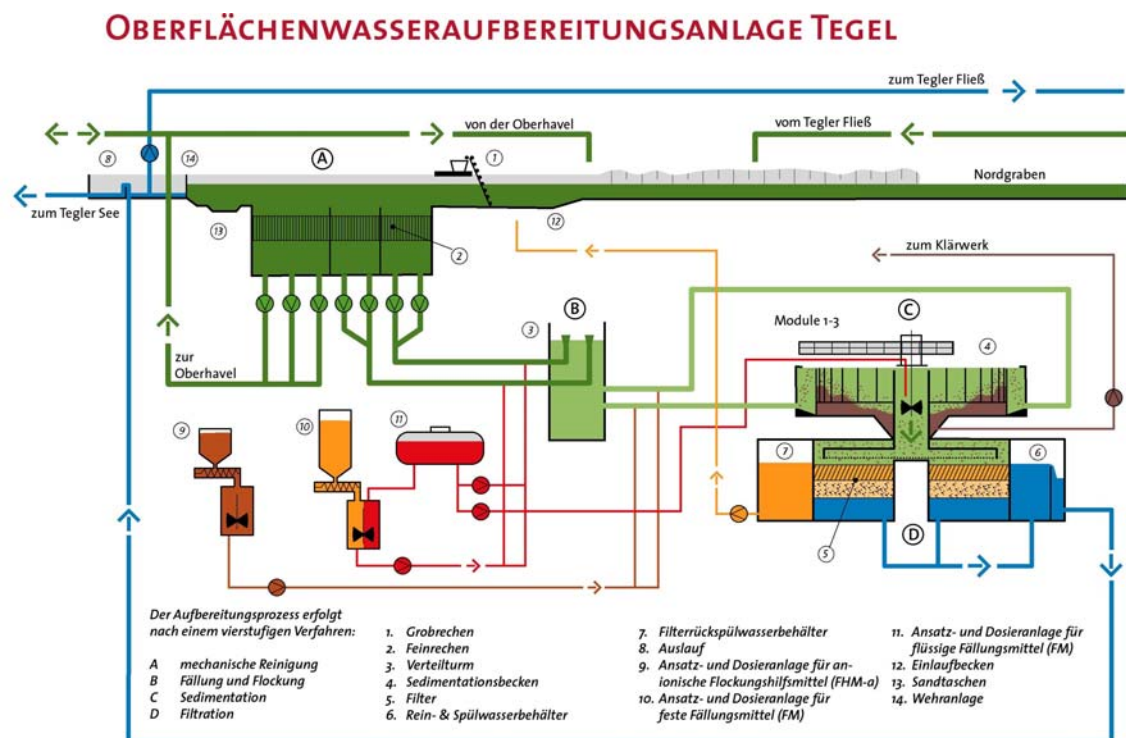 OBERFLÄCHENWASSERAUFBEREITUNGSANLAGE TEGEL
zum Tegler Fließ
von der Oberhavel
vom Tegler Fließ
8
14
A
1
Nordgraben
zum Tegler See
13
2
12
zum Klärwerk
B
C
3
Module 1-3
4
zur
Oberhavel
9
10
11
7
6
5
D
Der Aufbereitungsprozess erfolgt
nach einem vierstufigen Verfahren:
A mechanische Reinigung
B Fällung und Flockung
C Sedimentation
D Filtration
1. Grobrechen
2. Feinrechen
3. Verteilturm
4. Sedimentationsbecken
5. Filter
6. Rein- & Spülwasserbehälter
7. Filterrückspülwasserbehälter
8. Auslauf
9. Ansatz- und Dosieranlage für an-
ionische Flockungshilfsmittel (FHM-a)
10. Ansatz- und Dosieranlage für
feste Fällungsmittel (FM)
11. Ansatz- und Dosieranlage für
flüssige Fällungsmittel (FM)
12. Einlaufbecken
13. Sandtaschen
14. Wehranlage